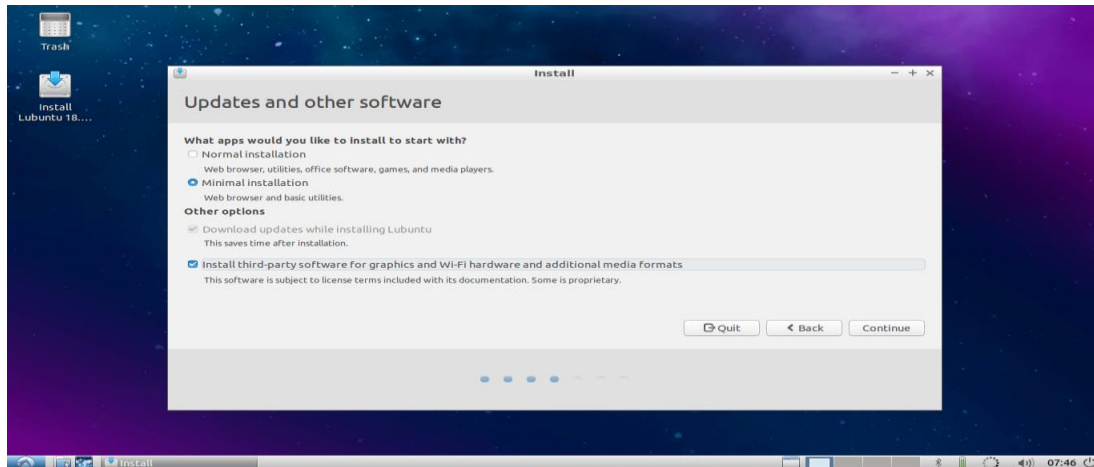 Trash
Install
Lubuntu 18....
Install
Updates and other software
What apps would you like to install to start with?
Normal installation
Web browser, utilities, office software, games, and media players.
Minimal installation
Web browser and basic utilities.
Other options
Download updates while installing Lubuntu
This saves time after installation.
Install third-party software for graphics and Wi-Fi hardware and additional media formats
This software is subject to license terms included with its documentation. Some is proprietary.
Quit Back Continue
Install 07:46